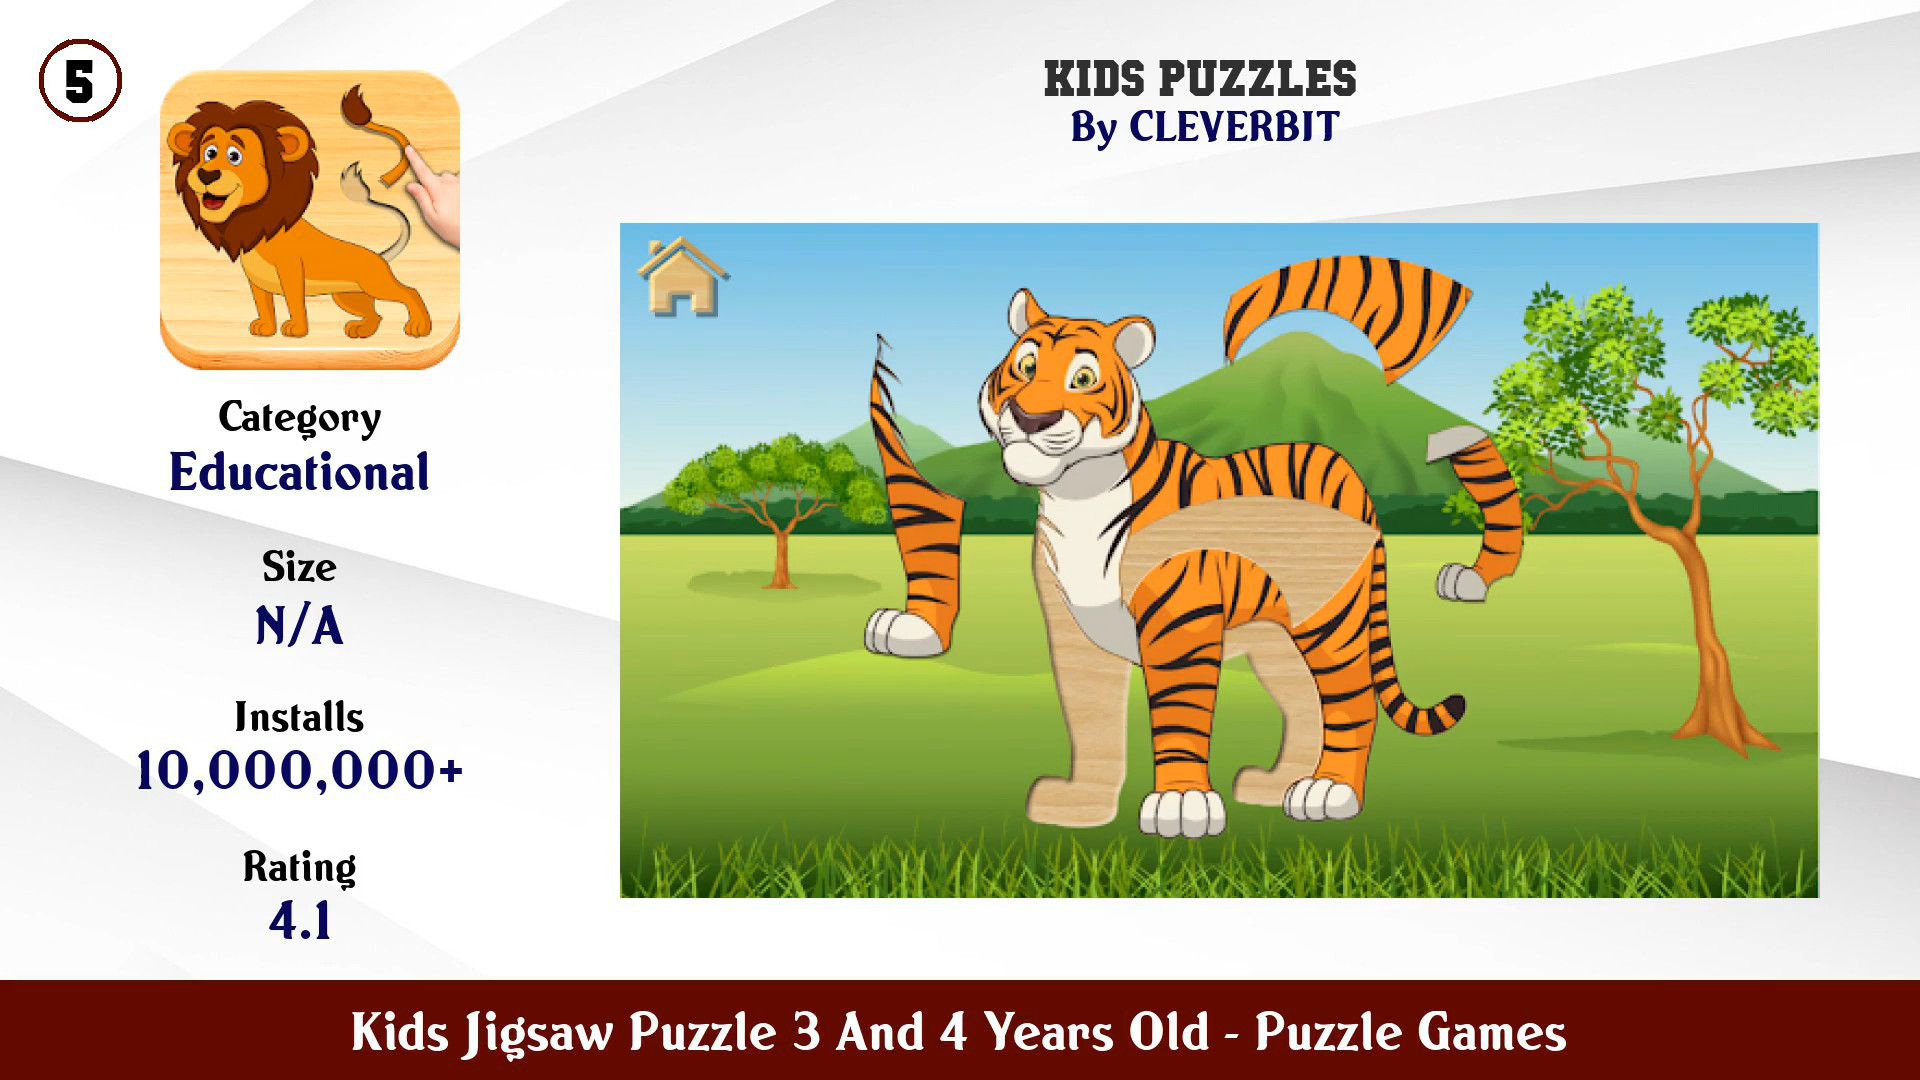 5
KIDS PUZZLES
By CLEVERBIT
Category
Educational
Size
N/A
Installs
10,000,000+
Rating
4.1
Kids Jigsaw Puzzle 3 And 4 Years Old - Puzzle Games